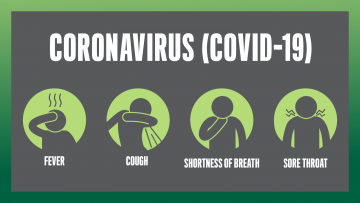 CORONAVIRUS (COVID-19)
FEVER
COUGH
SHORTNESS OF BREATH
SORE THROAT